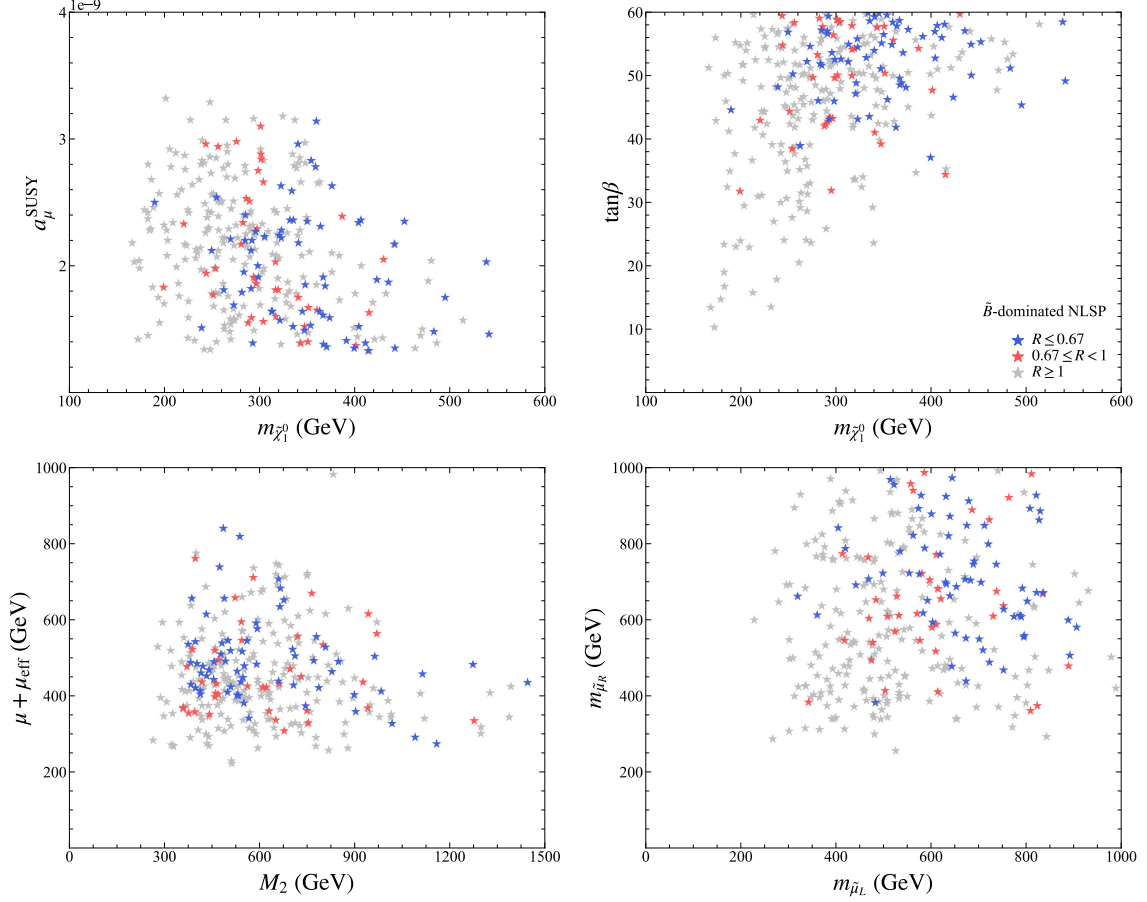 1e−9
4
3
2
a_μ^SUSY
100 200 300 400 500 600
m_χ̃₁⁰ (GeV)
60
50
40
30
20
10
tanβ
B̃-dominated NLSP
R ≤ 0.67
0.67 ≤ R < 1
R ≥ 1
100 200 300 400 500 600
m_χ̃₁⁰ (GeV)
1000
800
600
400
200
μ + μ_eff (GeV)
0 300 600 900 1200 1500
M₂ (GeV)
1000
800
600
400
200
m_μ̃_R (GeV)
0 200 400 600 800 1000
m_μ̃_L (GeV)